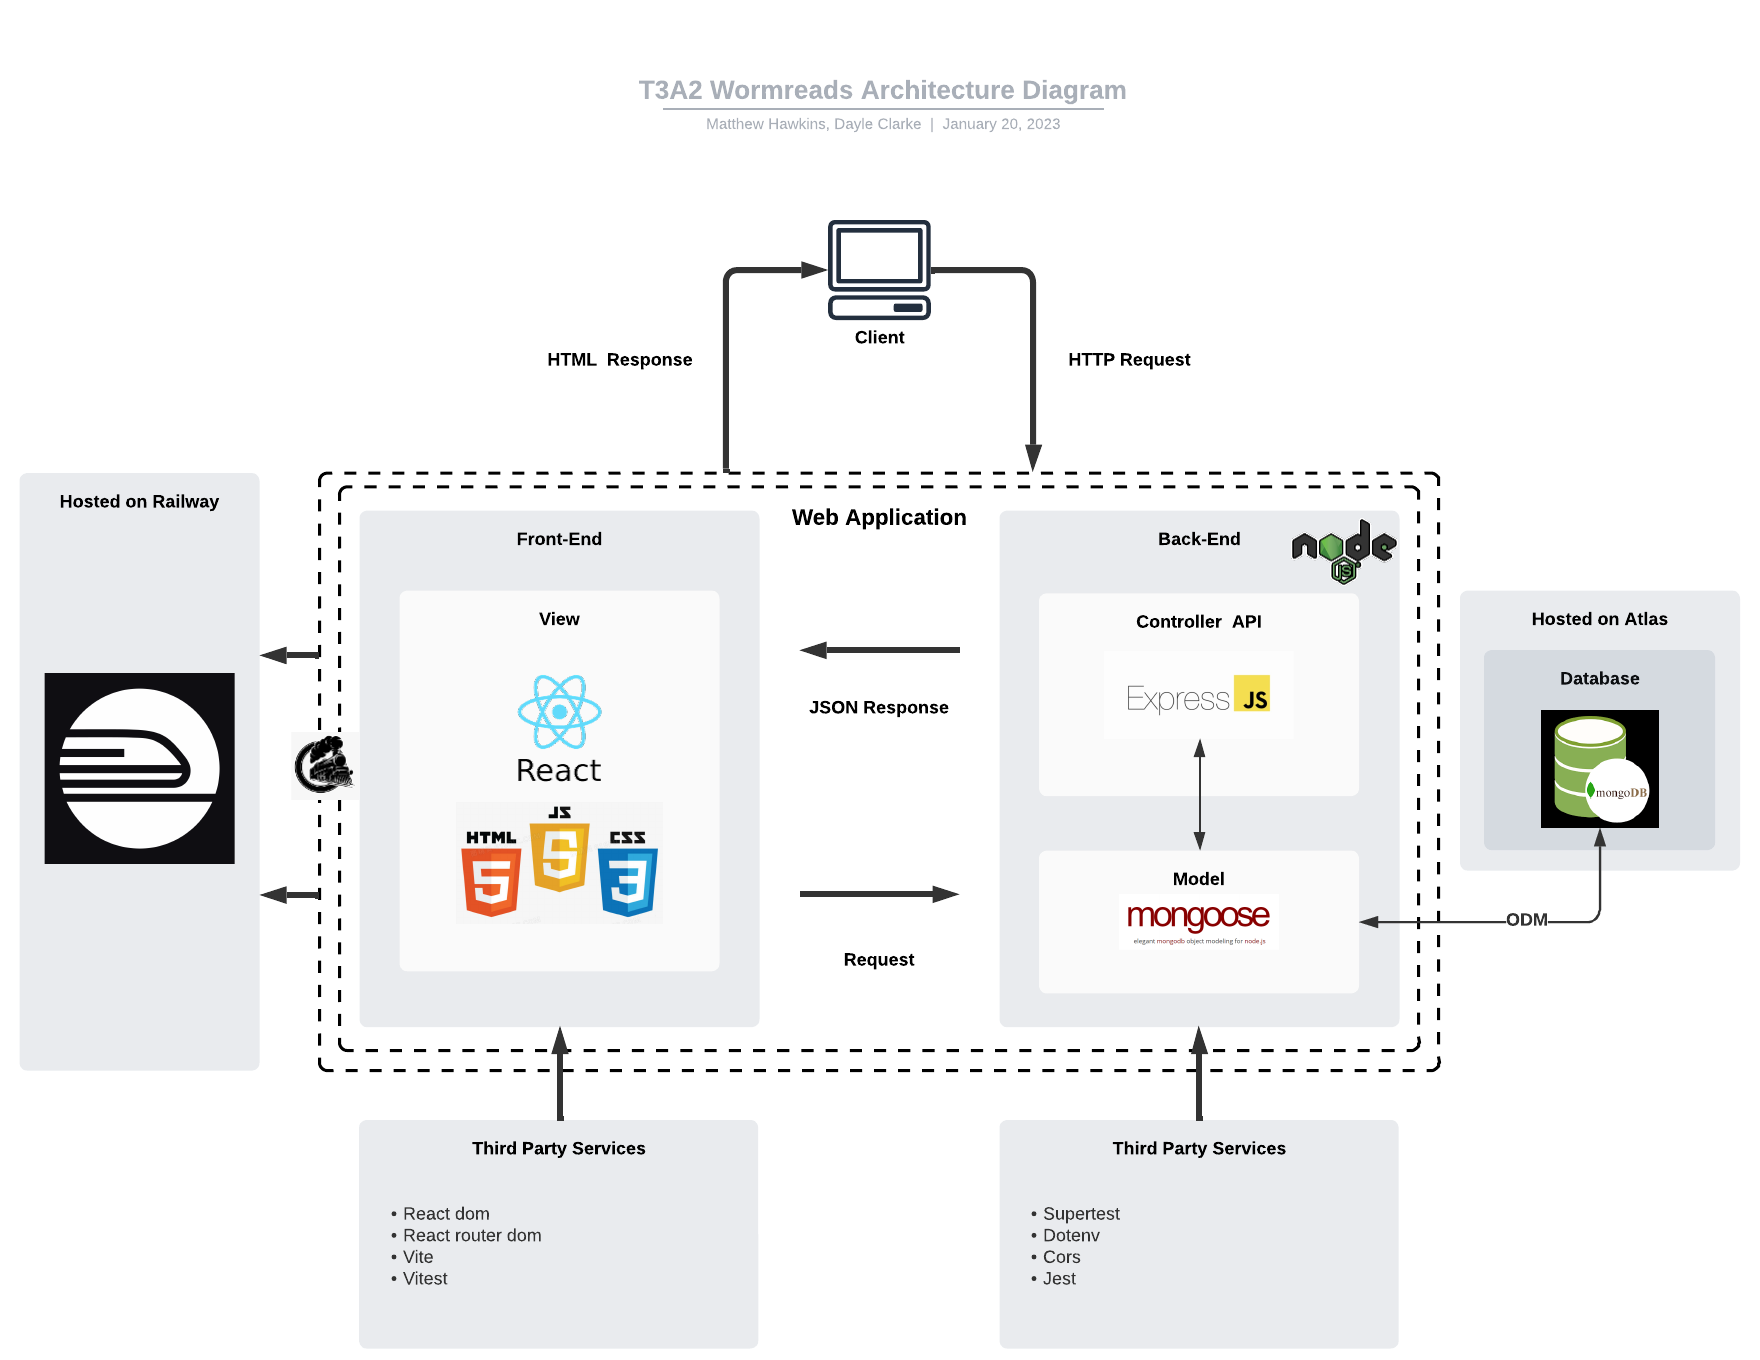 T3A2 Wormreads Architecture Diagram
Matthew Hawkins, Dayle Clarke | January 20, 2023
Client
HTML Response
HTTP Request
Hosted on Railway
Web Application
Front-End
View
React
HTML
JS
CSS
JSON Response
Request
Back-End
node
JS
Controller API
Express JS
Model
mongoose
elegant mongodb object modeling for node.js
Hosted on Atlas
Database
mongoDB
ODM
Third Party Services
• React dom
• React router dom
• Vite
• Vitest
Third Party Services
• Supertest
• Dotenv
• Cors
• Jest